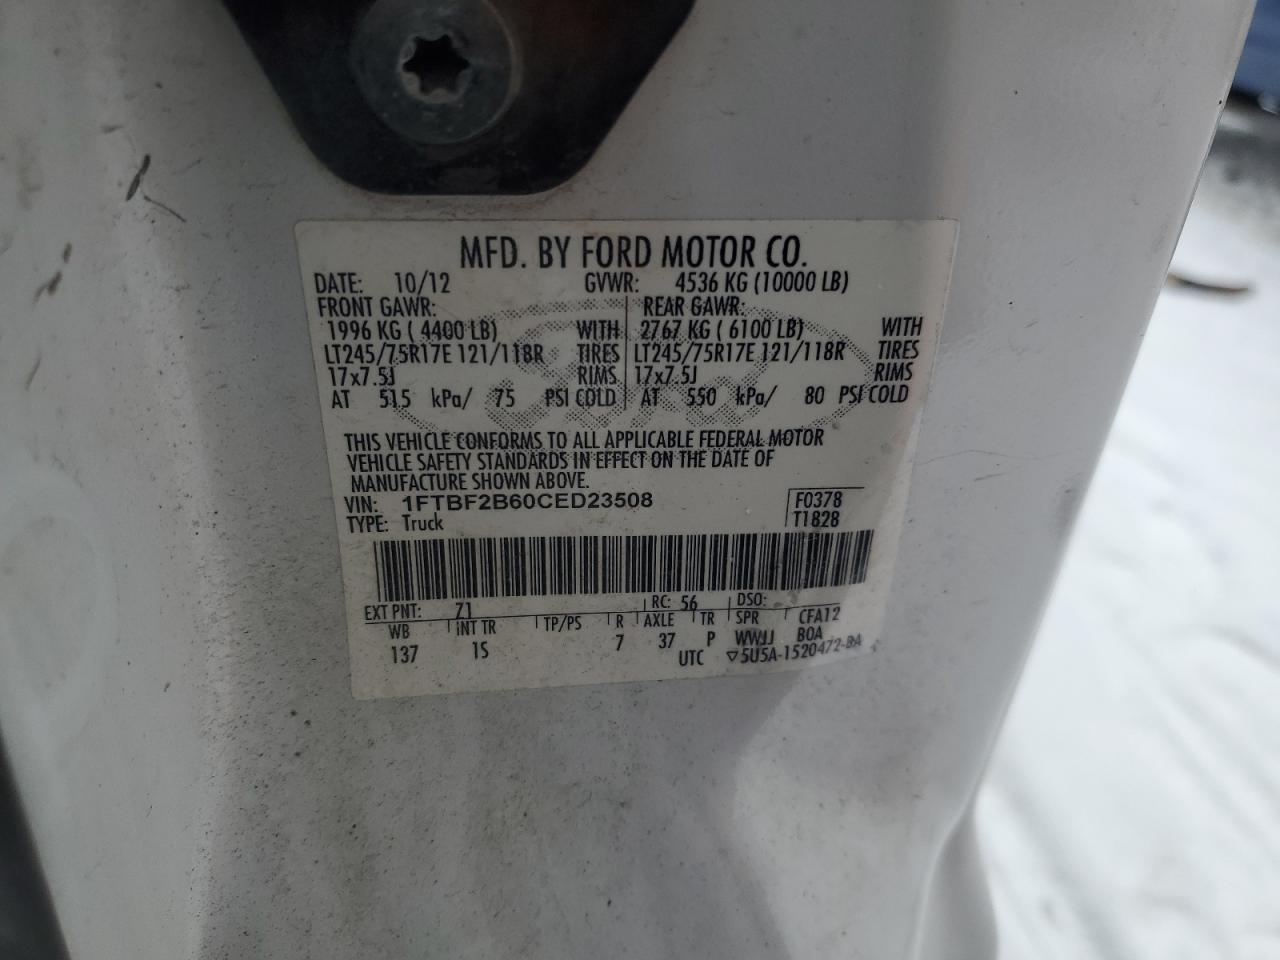 MFD. BY FORD MOTOR CO.
DATE: 10/12 GVWR: 4536 KG (10000 LB)
FRONT GAWR: REAR GAWR:
1996 KG ( 4400 LB) WITH 2767 KG ( 6100 LB) WITH
LT245/75R17E 121/118R TIRES LT245/75R17E 121/118R TIRES
17x7.5J RIMS 17x7.5J RIMS
AT 515 kPa/ 75 PSI COLD AT 550 kPa/ 80 PSI COLD
THIS VEHICLE CONFORMS TO ALL APPLICABLE FEDERAL MOTOR
VEHICLE SAFETY STANDARDS IN EFFECT ON THE DATE OF
MANUFACTURE SHOWN ABOVE.
VIN: 1FTBF2B60CED23508 F0378
TYPE: Truck T1828
EXT PNT: Z1 RC: 56 DSO:
WB INT TR TP/PS R AXLE TR SPR CFA12
137 1S 7 37 P WWJJ BOA
UTC ▽5U5A-1520472-BA